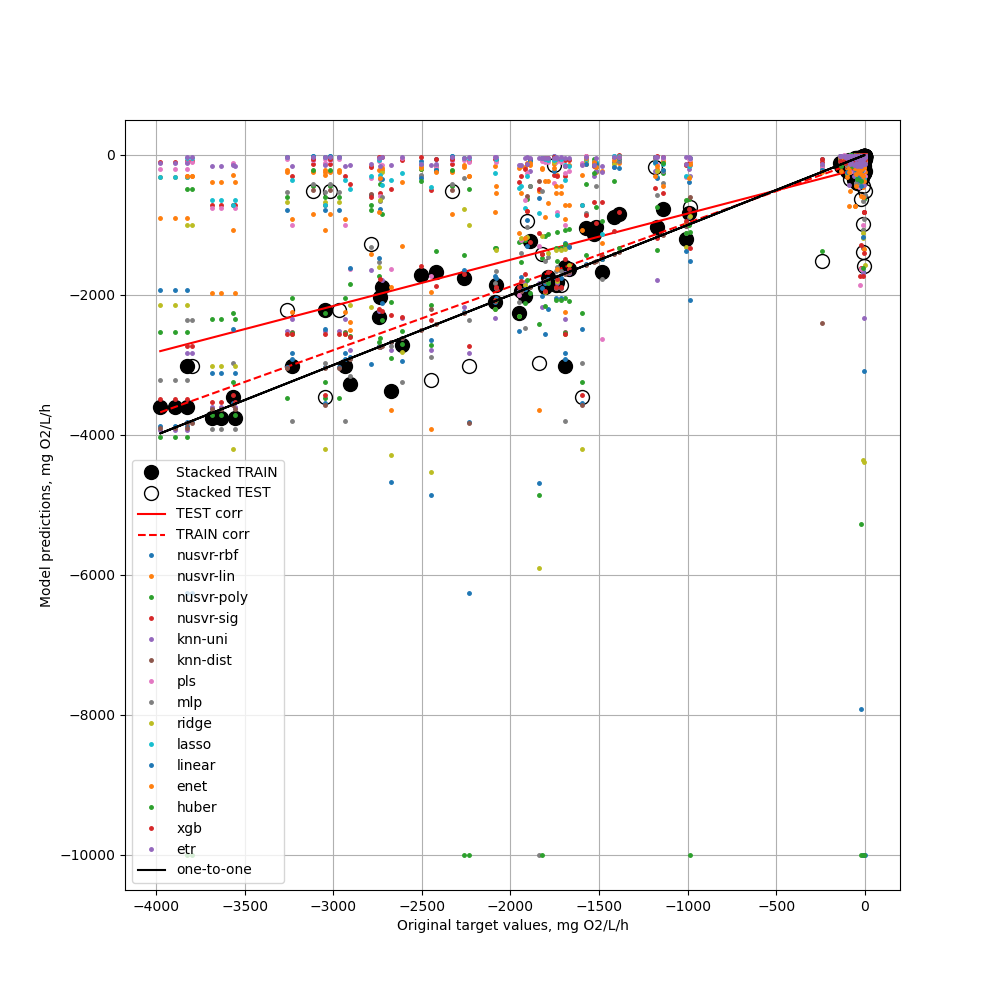 0
−2000
−4000
−6000
−8000
−10000
Model predictions, mg O2/L/h
Stacked TRAIN
Stacked TEST
TEST corr
TRAIN corr
nusvr-rbf
nusvr-lin
nusvr-poly
nusvr-sig
knn-uni
knn-dist
pls
mlp
ridge
lasso
linear
enet
huber
xgb
etr
one-to-one
−4000 −3500 −3000 −2500 −2000 −1500 −1000 −500 0
Original target values, mg O2/L/h